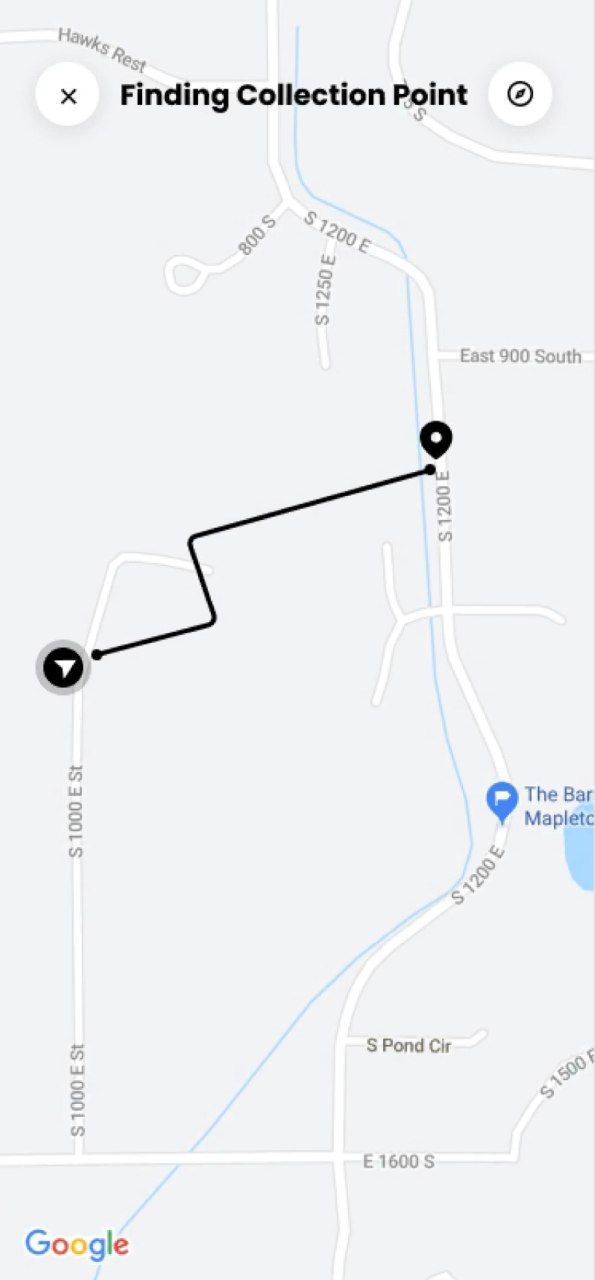 Hawks Rest
Finding Collection Point
S
800 S
S 1200 E
S 1250 E
East 900 South
S 1200 E
S 1000 E St
The Bar
Mapletc
S 1200 E
S 1000 E St
S Pond Cir
S 1500 E
E 1600 S
Google